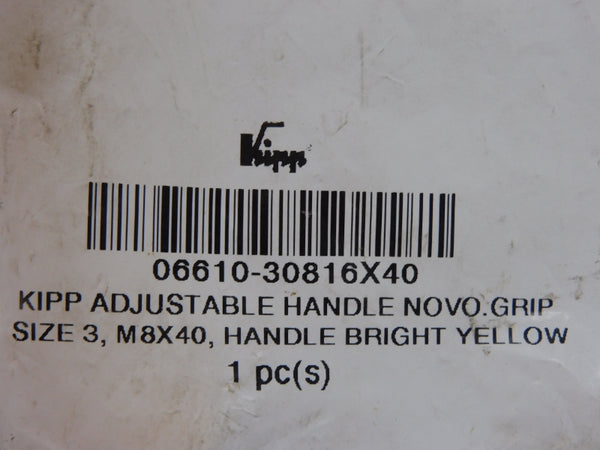 Kipp
06610-30816X40
KIPP ADJUSTABLE HANDLE NOVO.GRIP
SIZE 3, M8X40, HANDLE BRIGHT YELLOW
1 pc(s)